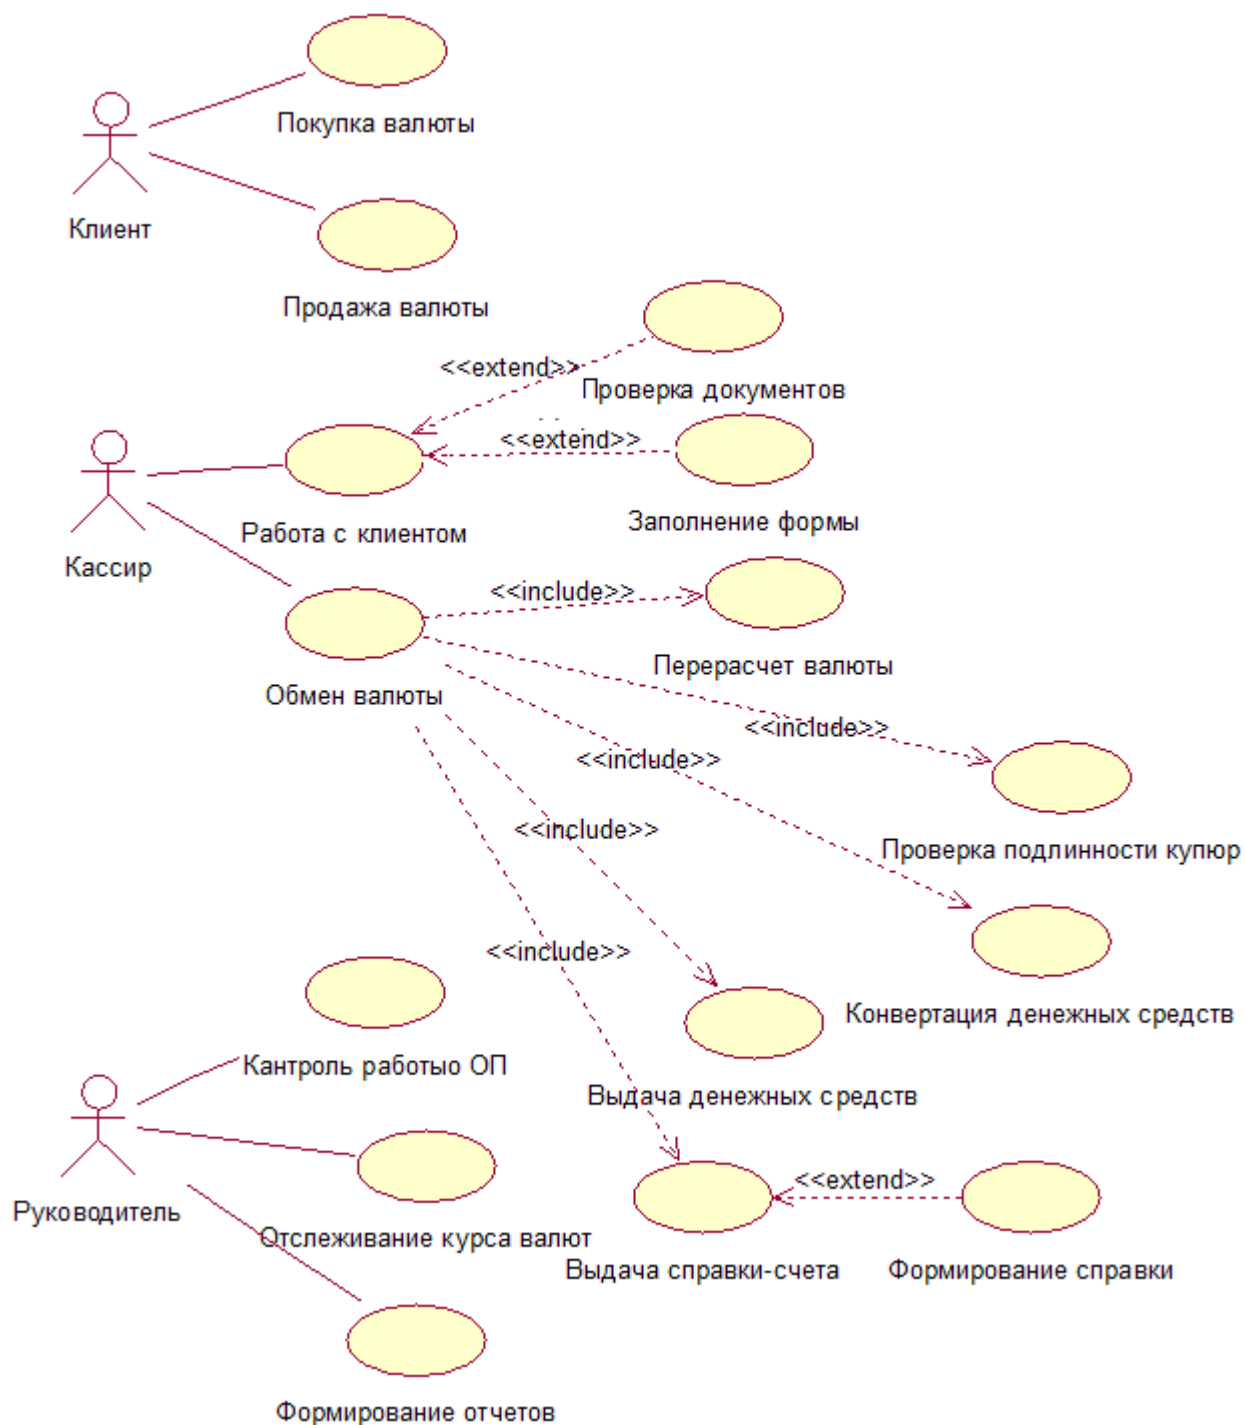 Покупка валюты
Клиент
Продажа валюты
<<extend>>
Проверка документов
<<extend>>
Заполнение формы
Работа с клиентом
Кассир
<<include>>
Перерасчет валюты
Обмен валюты
<<include>>
<<include>>
<<include>>
Проверка подлинности купюр
<<include>>
Конвертация денежных средств
Кантроль работыо ОП
Выдача денежных средств
<<extend>>
Руководитель
Отслеживание курса валют
Выдача справки-счета
Формирование справки
Формирование отчетов